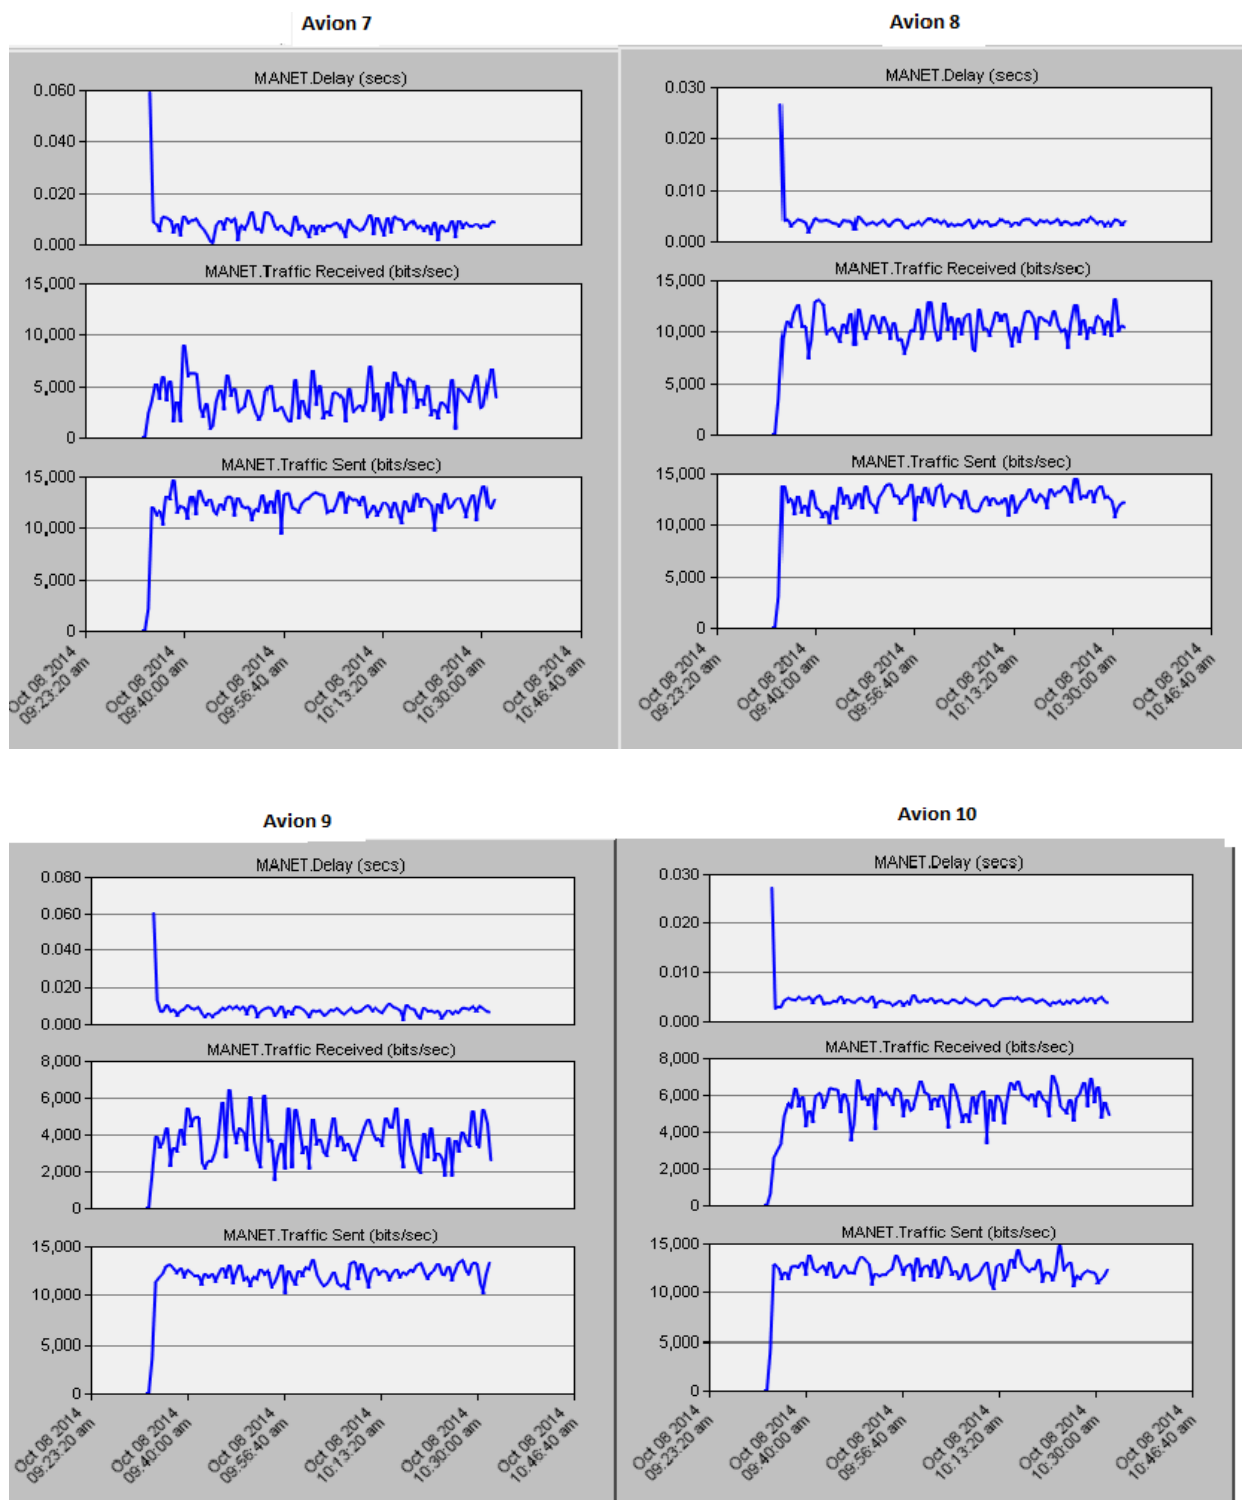 Avion 7
MANET.Delay (secs)
0.060
0.040
0.020
0.000
MANET.Traffic Received (bits/sec)
15,000
10,000
5,000
0
MANET.Traffic Sent (bits/sec)
15,000
10,000
5,000
0
Oct 08 2014
09:23:20 am
Oct 08 2014
09:40:00 am
Oct 08 2014
09:56:40 am
Oct 08 2014
10:13:20 am
Oct 08 2014
10:30:00 am
Oct 08 2014
10:46:40 am
Avion 8
MANET.Delay (secs)
0.030
0.020
0.010
0.000
MANET.Traffic Received (bits/sec)
15,000
10,000
5,000
0
MANET.Traffic Sent (bits/sec)
15,000
10,000
5,000
0
Oct 08 2014
09:23:20 am
Oct 08 2014
09:40:00 am
Oct 08 2014
09:56:40 am
Oct 08 2014
10:13:20 am
Oct 08 2014
10:30:00 am
Oct 08 2014
10:46:40 am
Avion 9
MANET.Delay (secs)
0.080
0.060
0.040
0.020
0.000
MANET.Traffic Received (bits/sec)
8,000
6,000
4,000
2,000
0
MANET.Traffic Sent (bits/sec)
15,000
10,000
5,000
0
Oct 08 2014
09:23:20 am
Oct 08 2014
09:40:00 am
Oct 08 2014
09:56:40 am
Oct 08 2014
10:13:20 am
Oct 08 2014
10:30:00 am
Oct 08 2014
10:46:40 am
Avion 10
MANET.Delay (secs)
0.030
0.020
0.010
0.000
MANET.Traffic Received (bits/sec)
8,000
6,000
4,000
2,000
0
MANET.Traffic Sent (bits/sec)
15,000
10,000
5,000
0
Oct 08 2014
09:23:20 am
Oct 08 2014
09:40:00 am
Oct 08 2014
09:56:40 am
Oct 08 2014
10:13:20 am
Oct 08 2014
10:30:00 am
Oct 08 2014
10:46:40 am